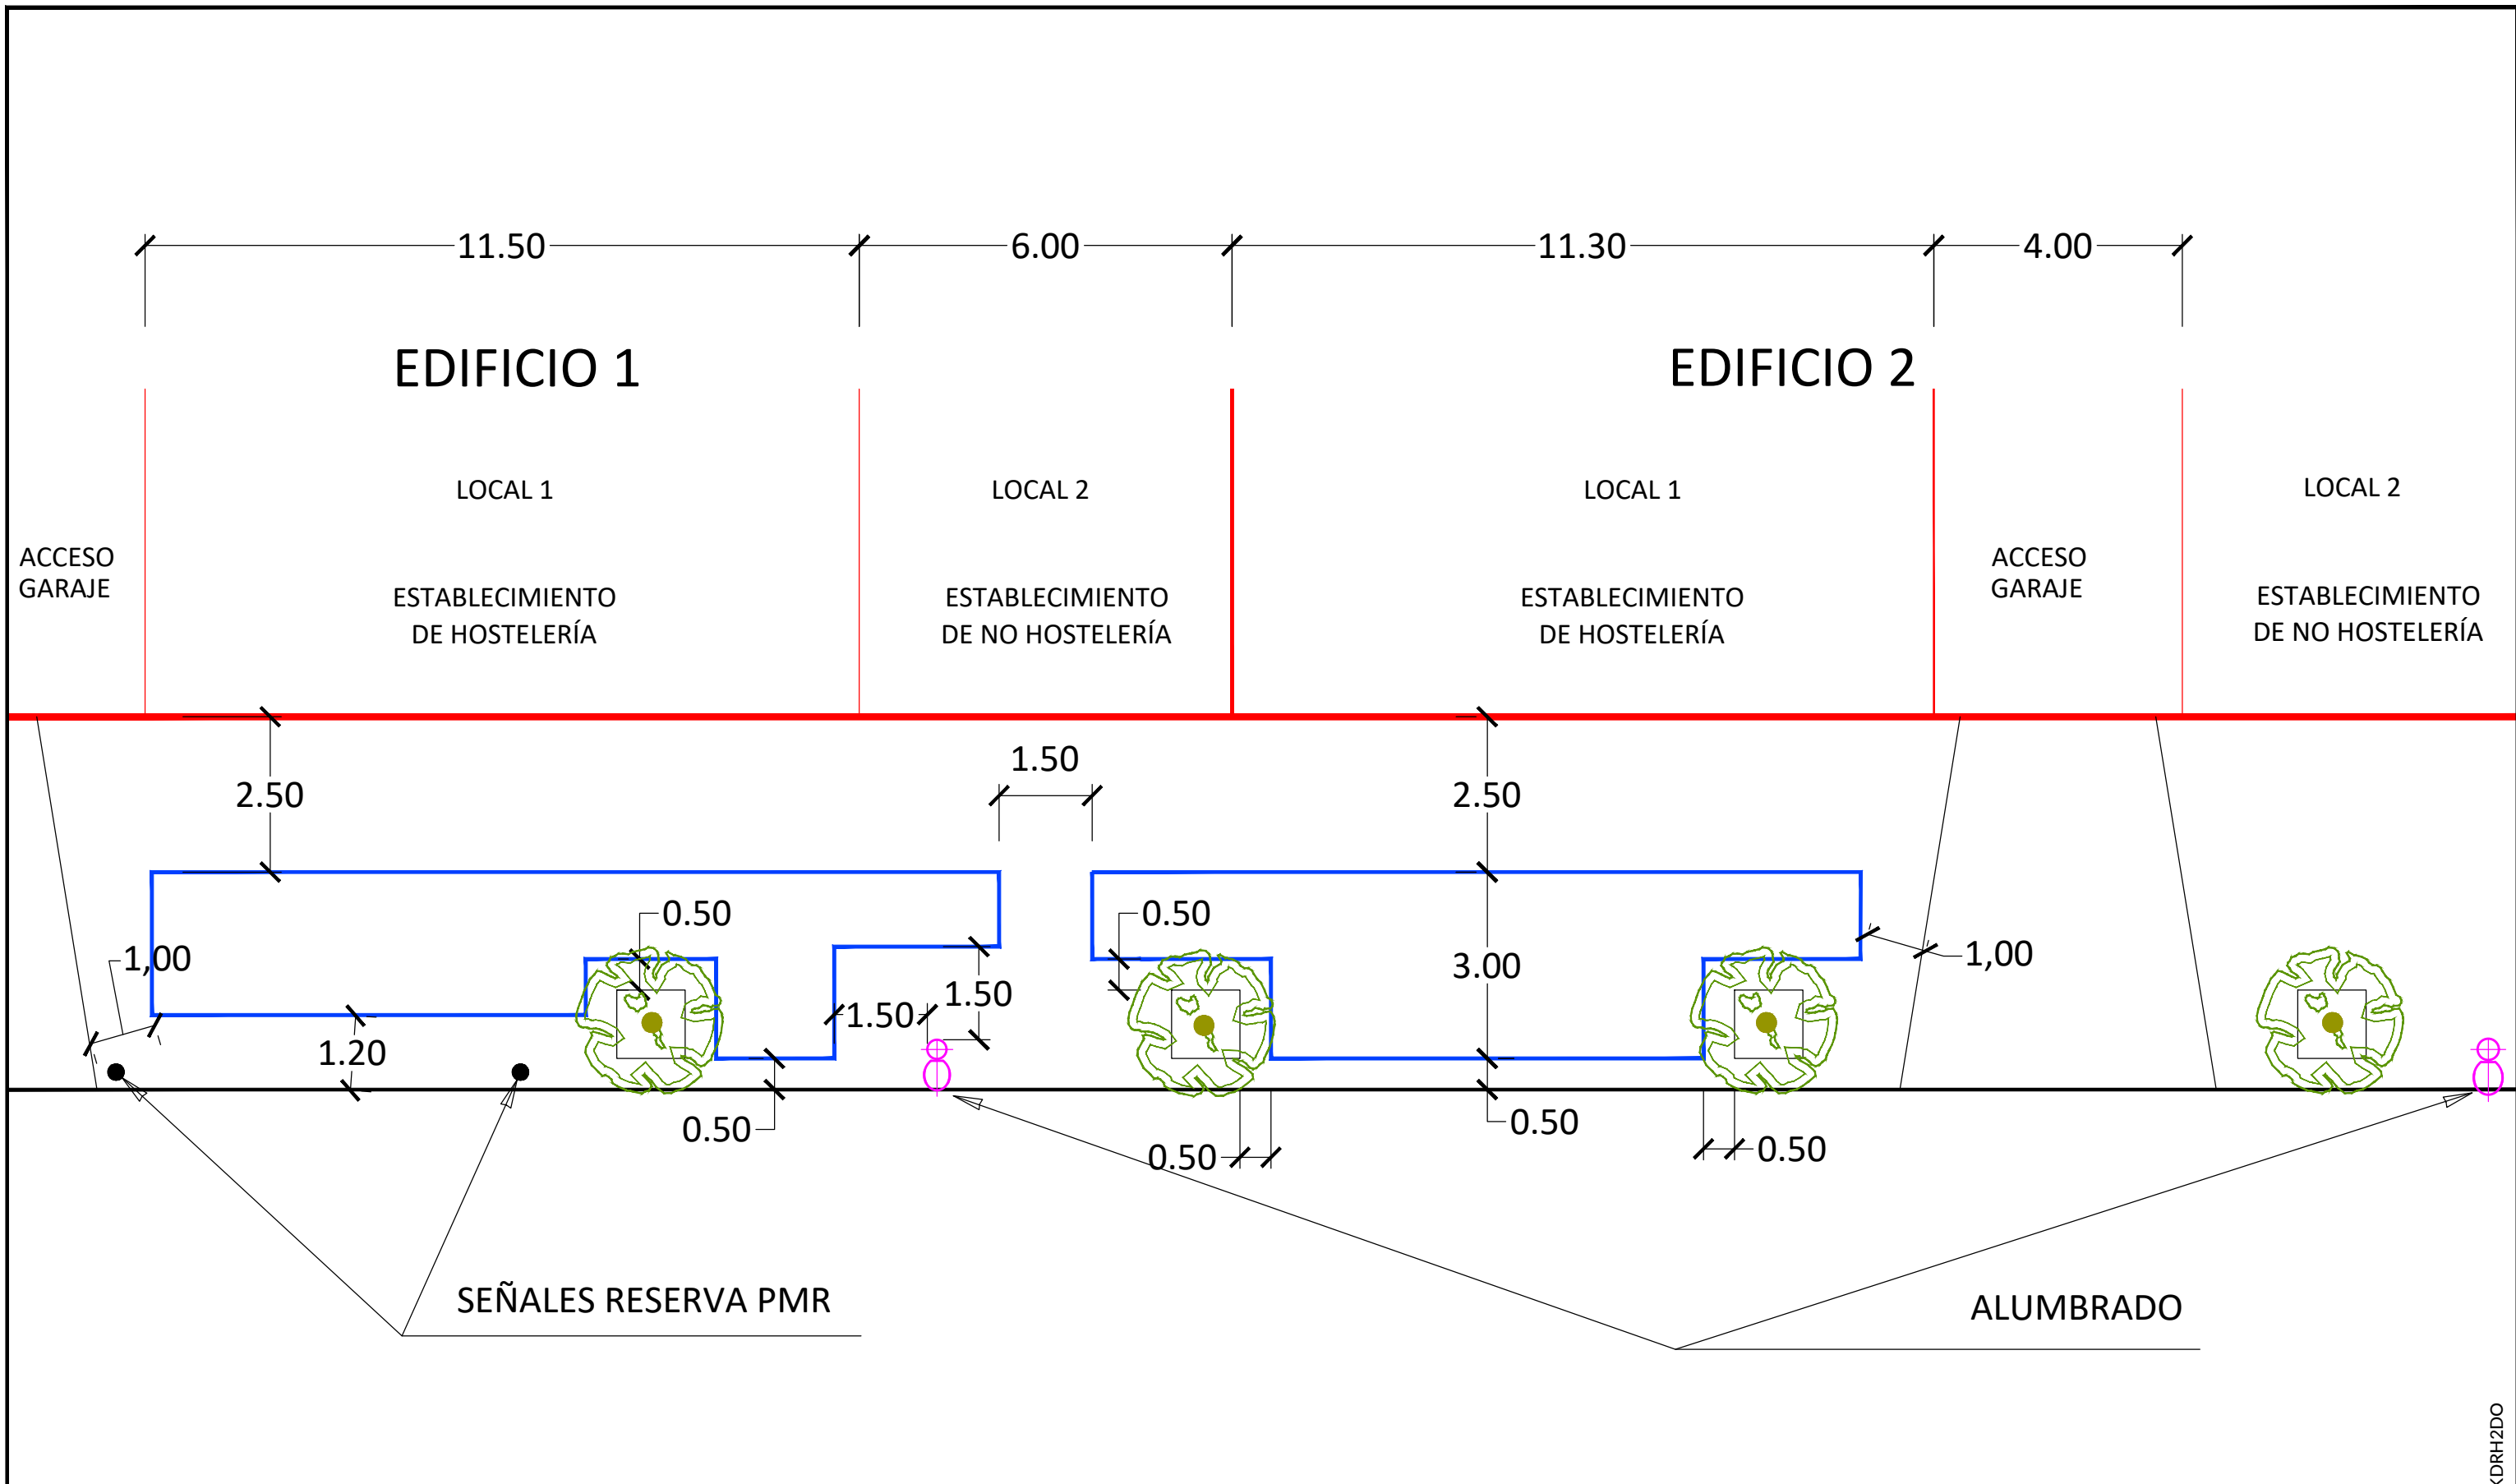 11.50
6.00
11.30
4.00
EDIFICIO 1
EDIFICIO 2
LOCAL 1
LOCAL 2
LOCAL 1
LOCAL 2
ACCESO
GARAJE
ESTABLECIMIENTO
DE HOSTELERÍA
ESTABLECIMIENTO
DE NO HOSTELERÍA
ESTABLECIMIENTO
DE HOSTELERÍA
ACCESO
GARAJE
ESTABLECIMIENTO
DE NO HOSTELERÍA
2.50
1.50
2.50
0.50
0.50
1,00
1.50
1.50
3.00
1,00
1.20
0.50
0.50
0.50
0.50
SEÑALES RESERVA PMR
ALUMBRADO